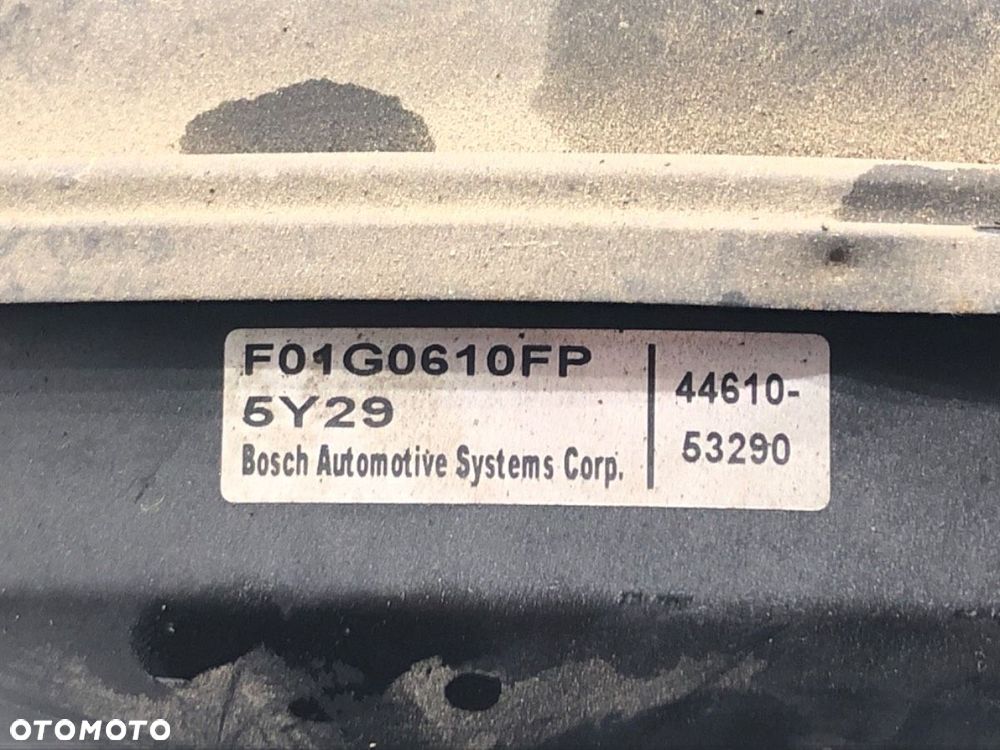 F01G0610FP
5Y29
Bosch Automotive Systems Corp.
44610-
53290
OTOMOTO